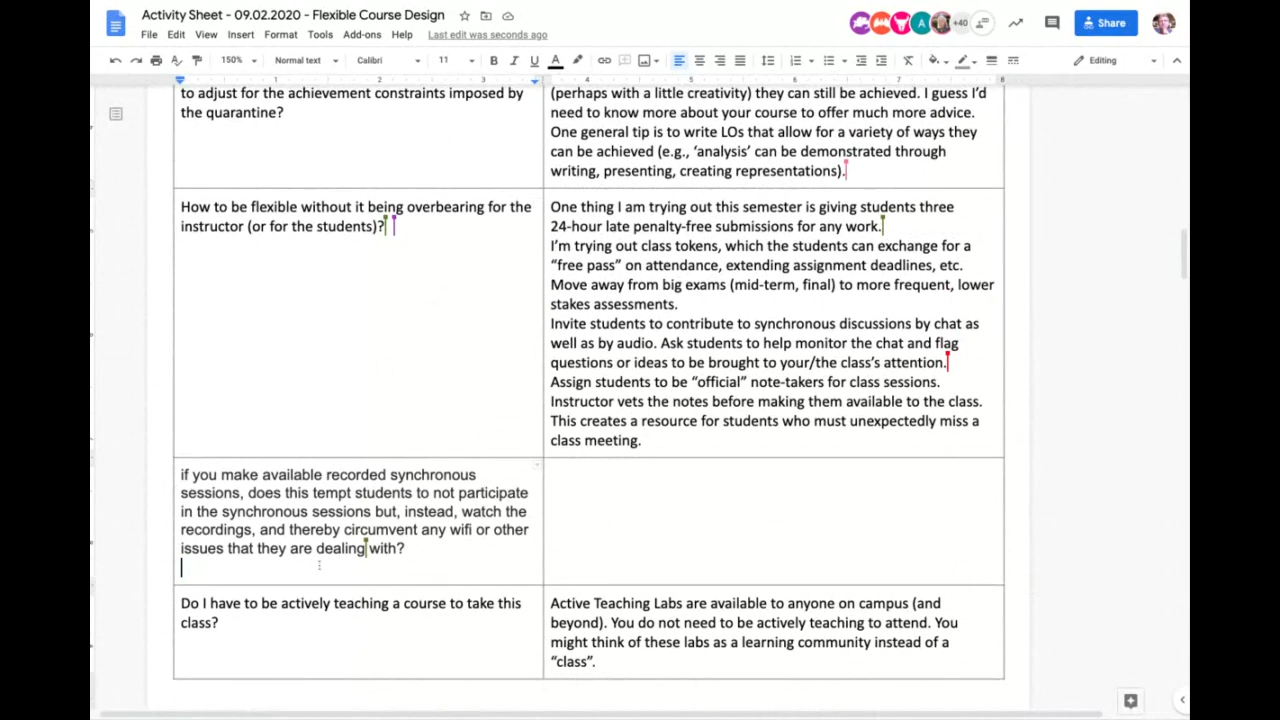 Activity Sheet - 09.02.2020 - Flexible Course Design
+40
Share
File Edit View Insert Format Tools Add-ons Help Last edit was seconds ago
150% Normal text Calibri 11 B I U A Editing
1 2 3 4 5 6 7 8
to adjust for the achievement constraints imposed by
the quarantine?
(perhaps with a little creativity) they can still be achieved. I guess I'd
need to know more about your course to offer much more advice.
One general tip is to write LOs that allow for a variety of ways they
can be achieved (e.g., 'analysis' can be demonstrated through
writing, presenting, creating representations).
How to be flexible without it being overbearing for the
instructor (or for the students)?
One thing I am trying out this semester is giving students three
24-hour late penalty-free submissions for any work.
I'm trying out class tokens, which the students can exchange for a
“free pass” on attendance, extending assignment deadlines, etc.
Move away from big exams (mid-term, final) to more frequent, lower
stakes assessments.
Invite students to contribute to synchronous discussions by chat as
well as by audio. Ask students to help monitor the chat and flag
questions or ideas to be brought to your/the class's attention.
Assign students to be “official” note-takers for class sessions.
Instructor vets the notes before making them available to the class.
This creates a resource for students who must unexpectedly miss a
class meeting.
if you make available recorded synchronous
sessions, does this tempt students to not participate
in the synchronous sessions but, instead, watch the
recordings, and thereby circumvent any wifi or other
issues that they are dealing with?
Do I have to be actively teaching a course to take this
class?
Active Teaching Labs are available to anyone on campus (and
beyond). You do not need to be actively teaching to attend. You
might think of these labs as a learning community instead of a
“class”.